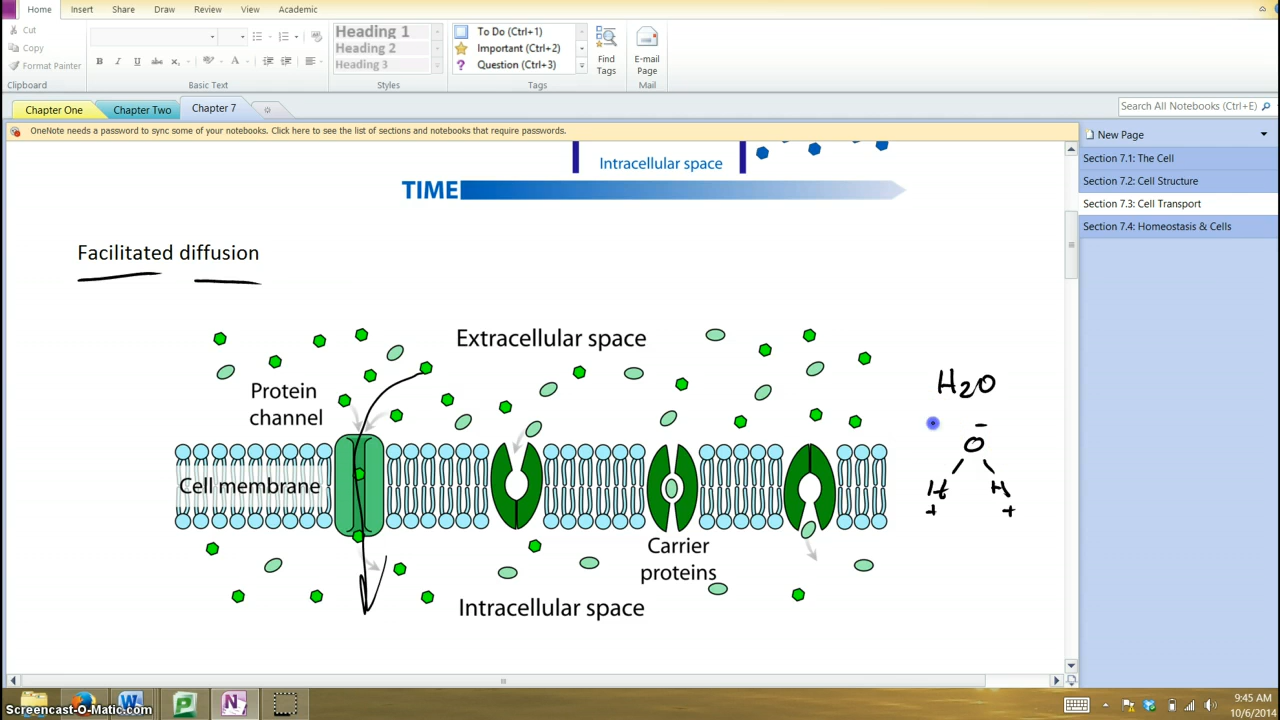 Home Insert Share Draw Review View Academic
Cut
Copy
Format Painter
Clipboard
B I U abc X₂ A
Basic Text
Heading 1
Heading 2
Heading 3
Styles
To Do (Ctrl+1)
Important (Ctrl+2)
Question (Ctrl+3)
Tags
Find
Tags
E-mail
Page
Mail
Chapter One Chapter Two Chapter 7
Search All Notebooks (Ctrl+E)
OneNote needs a password to sync some of your notebooks. Click here to see the list of sections and notebooks that require passwords.
New Page
Section 7.1: The Cell
Section 7.2: Cell Structure
Section 7.3: Cell Transport
Section 7.4: Homeostasis & Cells
Intracellular space
TIME
Facilitated diffusion
Extracellular space
Protein
channel
Cell membrane
Carrier
proteins
Intracellular space
H2O
-
O
H H
+ +
Screencast-O-Matic.com
9:45 AM
10/6/2014